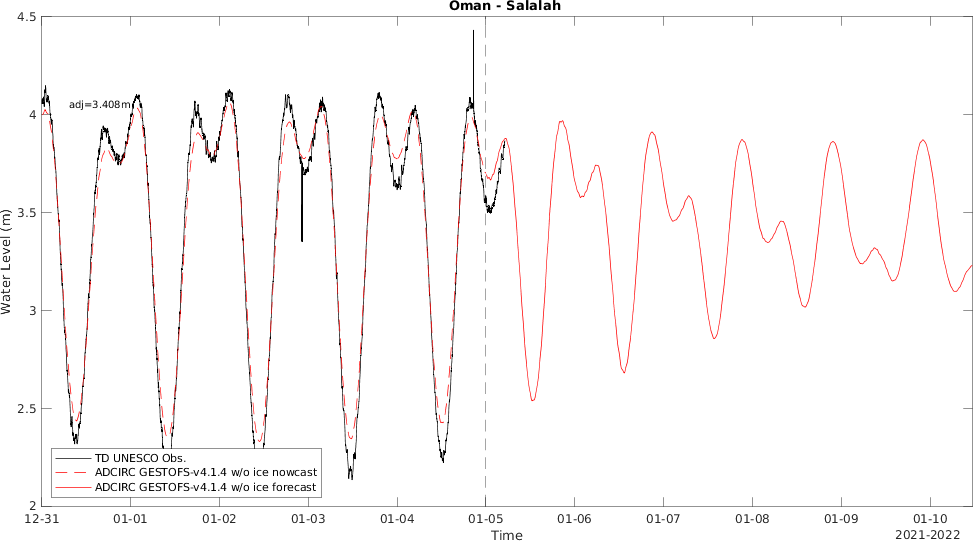 Oman - Salalah
4.5
4
3.5
3
2.5
2
Water Level (m)
adj=3.408m
TD UNESCO Obs.
ADCIRC GESTOFS-v4.1.4 w/o ice nowcast
ADCIRC GESTOFS-v4.1.4 w/o ice forecast
12-31 01-01 01-02 01-03 01-04 01-05 01-06 01-07 01-08 01-09 01-10
Time
2021-2022